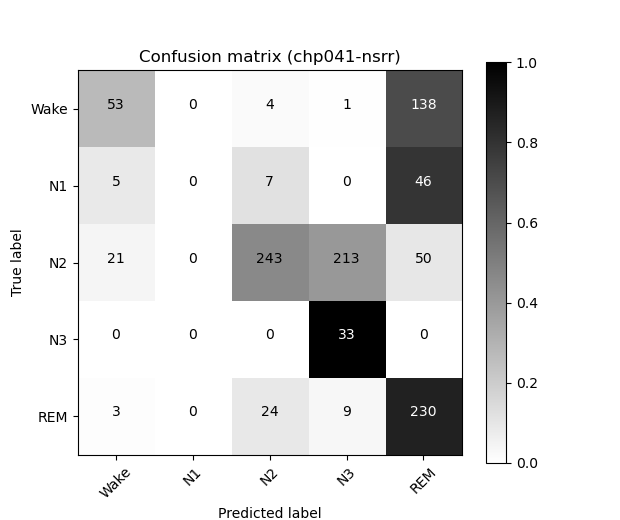 Confusion matrix (chp041-nsrr)
Wake 53 0 4 1 138
N1 5 0 7 0 46
N2 21 0 243 213 50
N3 0 0 0 33 0
REM 3 0 24 9 230
Wake N1 N2 N3 REM
Predicted label
True label
1.0
0.8
0.6
0.4
0.2
0.0